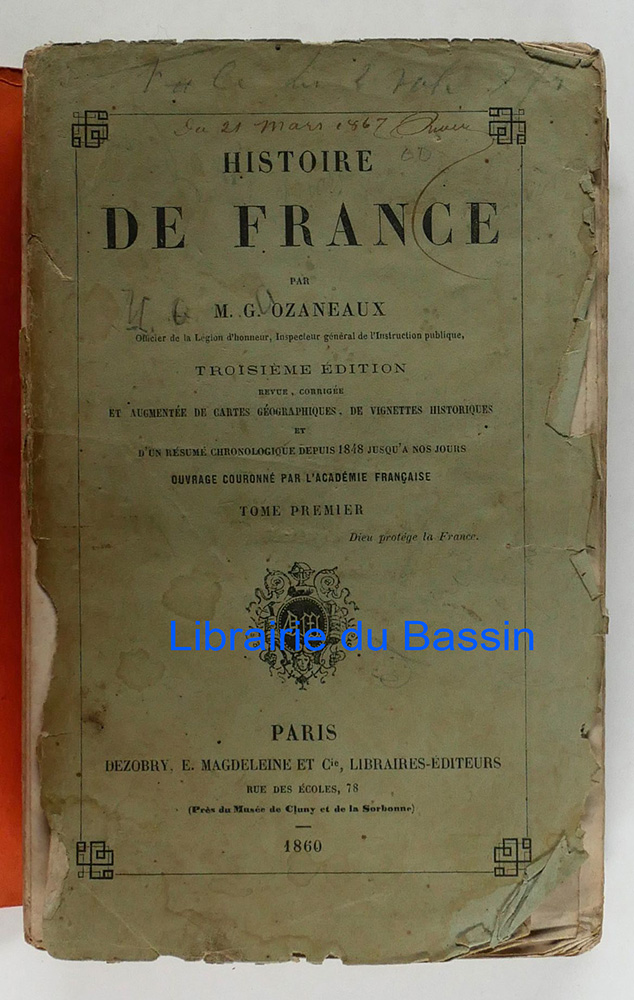 Du 21 Mars 1867
HISTOIRE
DE FRANCE
PAR
M. G. OZANEAUX
Officier de la Légion d'honneur, Inspecteur général de l'Instruction publique,
TROISIÈME ÉDITION
REVUE, CORRIGÉE
ET AUGMENTÉE DE CARTES GÉOGRAPHIQUES, DE VIGNETTES HISTORIQUES
ET
D'UN RÉSUMÉ CHRONOLOGIQUE DEPUIS 1848 JUSQU'A NOS JOURS
OUVRAGE COURONNÉ PAR L'ACADÉMIE FRANÇAISE
TOME PREMIER
Dieu protége la France.
Librairie du Bassin
PARIS
DEZOBRY, E. MAGDELEINE ET Cie, LIBRAIRES-ÉDITEURS
RUE DES ÉCOLES, 78
(Près du Musée de Cluny et de la Sorbonne)
1860